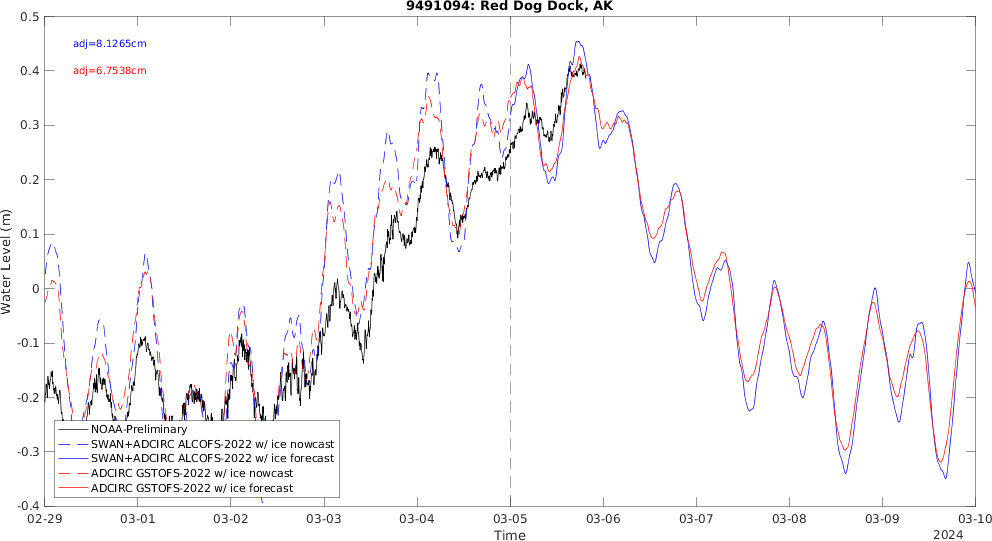 9491094: Red Dog Dock, AK
adj=8.1265cm
adj=6.7538cm
Water Level (m)
0.5
0.4
0.3
0.2
0.1
0
-0.1
-0.2
-0.3
-0.4
NOAA-Preliminary
SWAN+ADCIRC ALCOFS-2022 w/ ice nowcast
SWAN+ADCIRC ALCOFS-2022 w/ ice forecast
ADCIRC GSTOFS-2022 w/ ice nowcast
ADCIRC GSTOFS-2022 w/ ice forecast
02-29 03-01 03-02 03-03 03-04 03-05 03-06 03-07 03-08 03-09 03-10
Time
2024